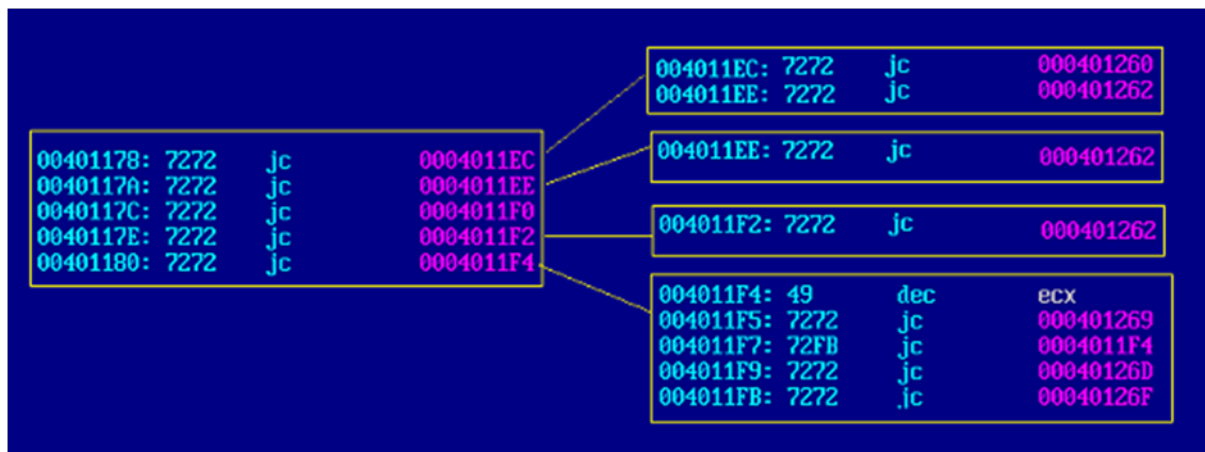 00401178: 7272 jc 0004011EC
0040117A: 7272 jc 0004011EE
0040117C: 7272 jc 0004011F0
0040117E: 7272 jc 0004011F2
00401180: 7272 jc 0004011F4
004011EC: 7272 jc 000401260
004011EE: 7272 jc 000401262
004011EE: 7272 jc 000401262
004011F2: 7272 jc 000401262
004011F4: 49 dec ecx
004011F5: 7272 jc 000401269
004011F7: 72FB jc 0004011F4
004011F9: 7272 jc 00040126D
004011FB: 7272 jc 00040126F